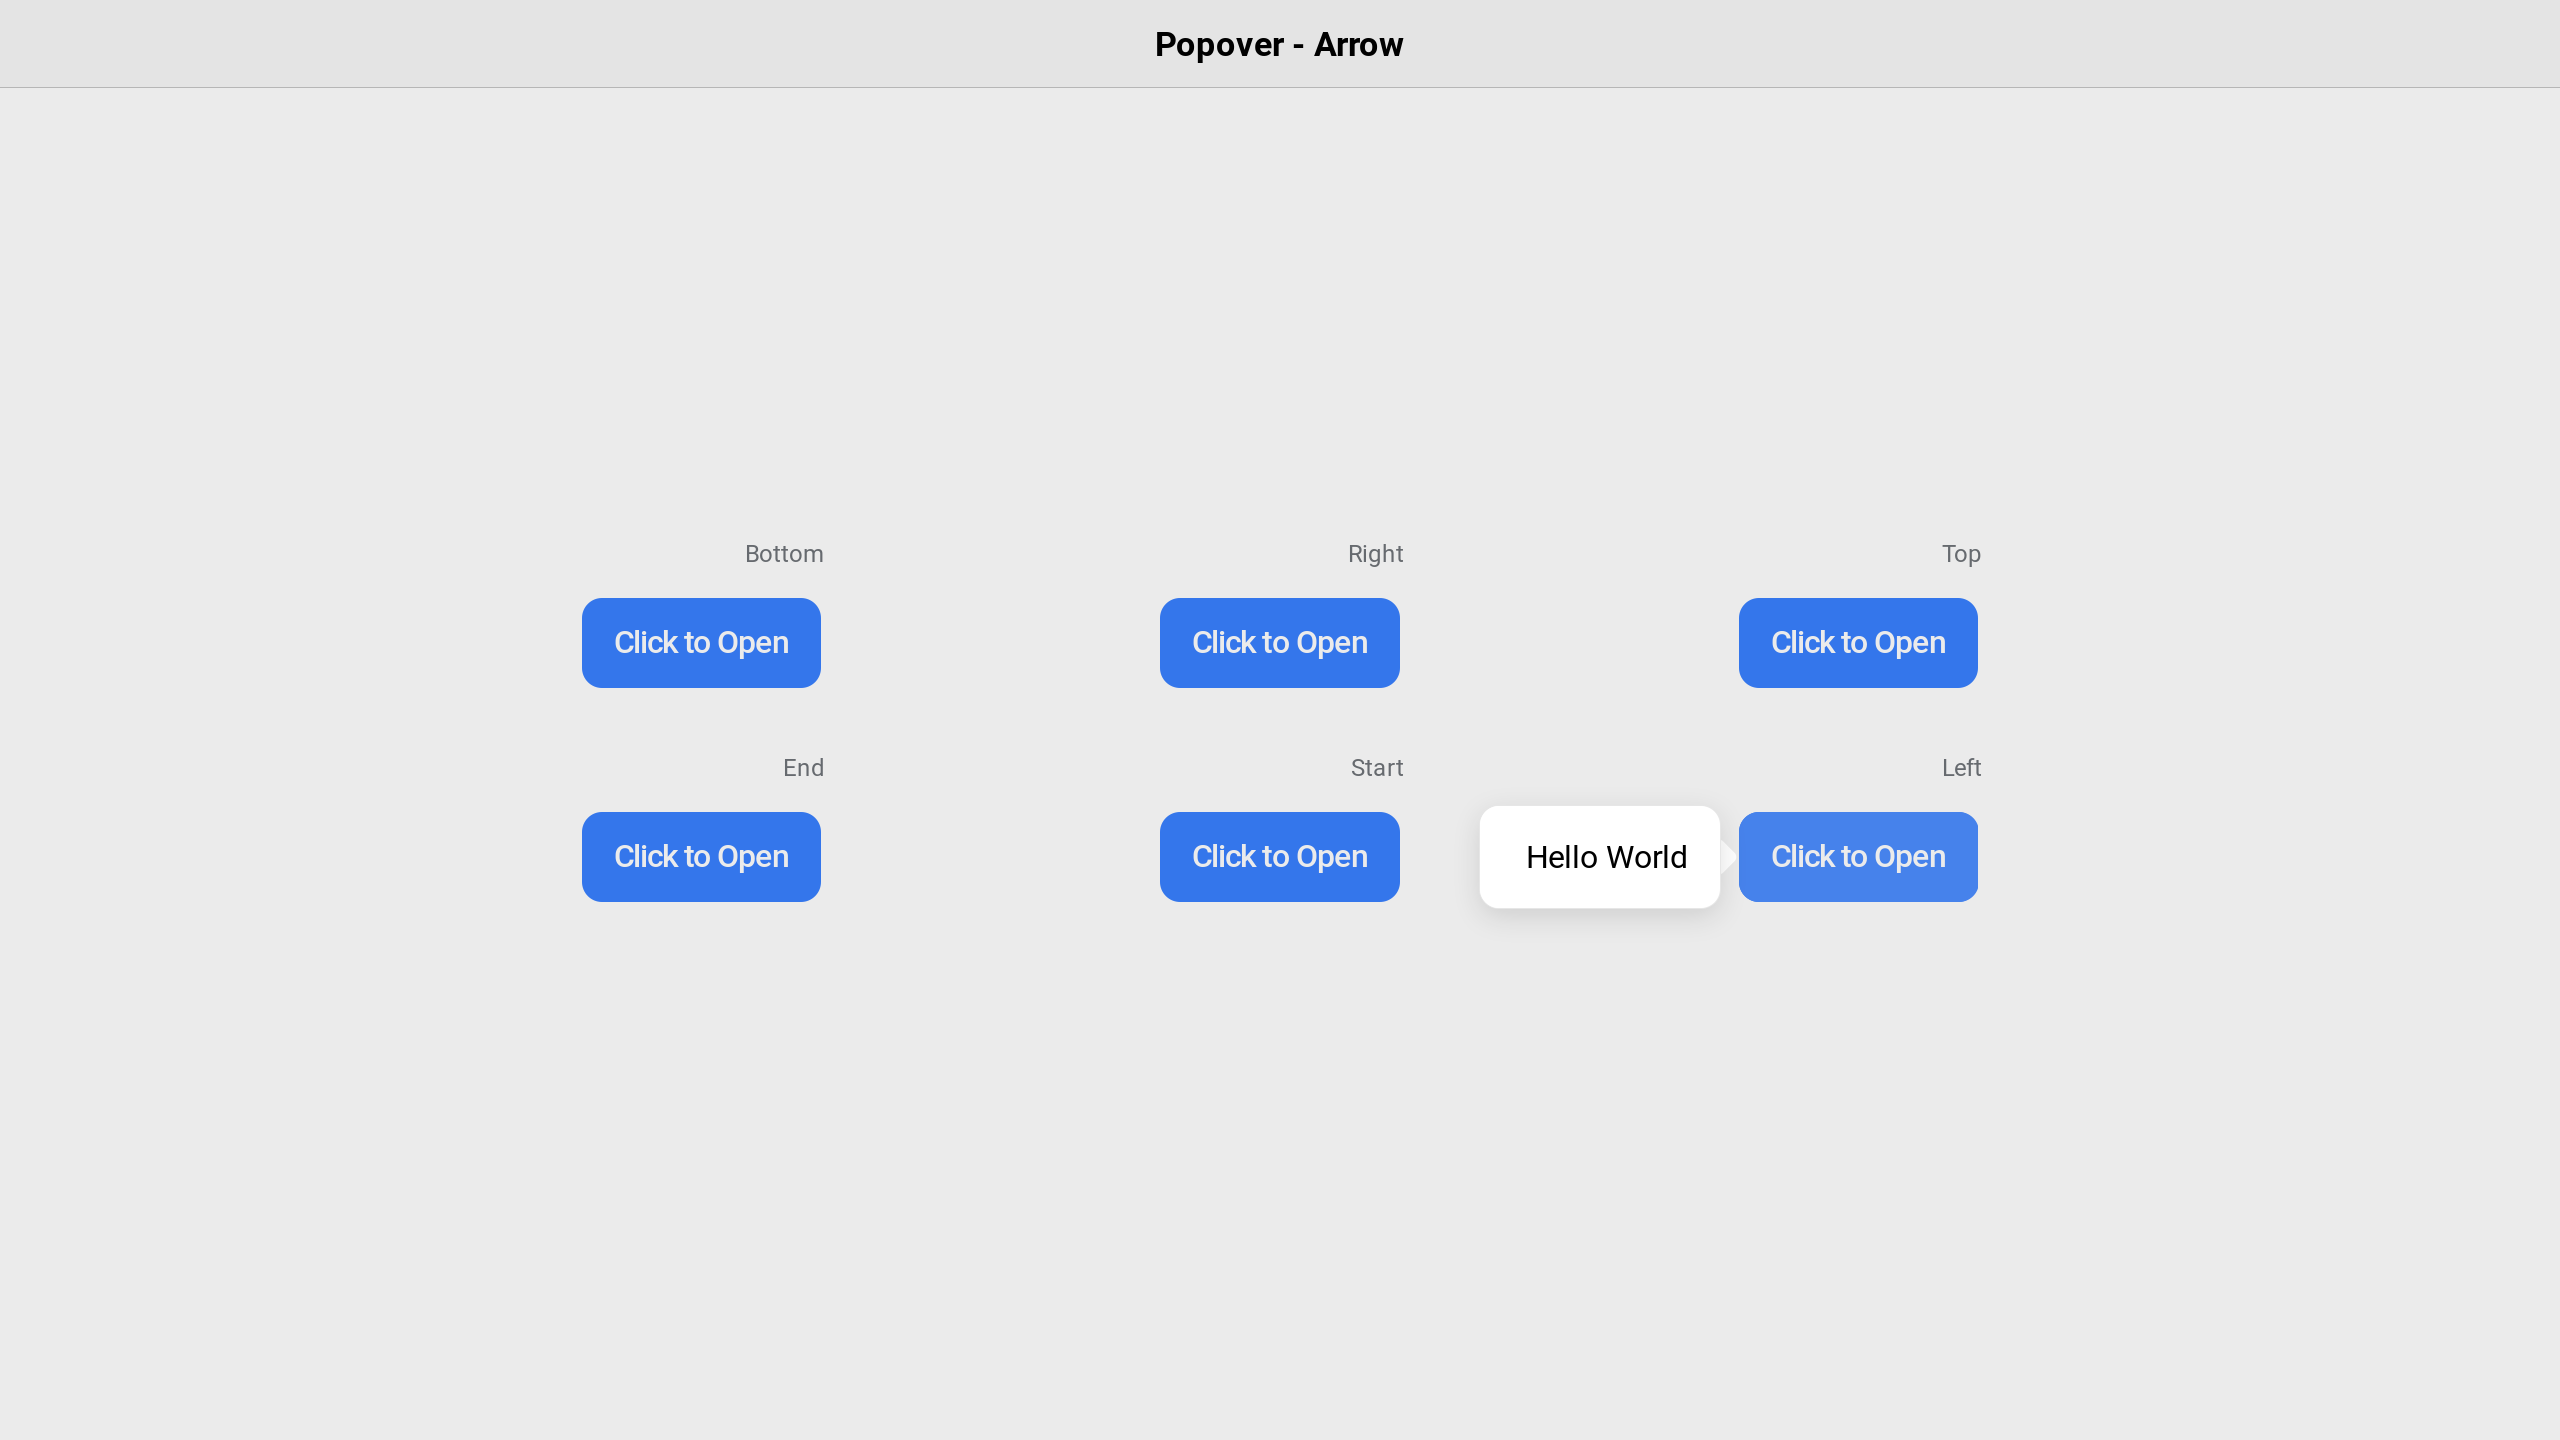 Popover - Arrow
Bottom
Right
Top
Click to Open
Click to Open
Click to Open
End
Start
Left
Click to Open
Click to Open
Hello World
Click to Open